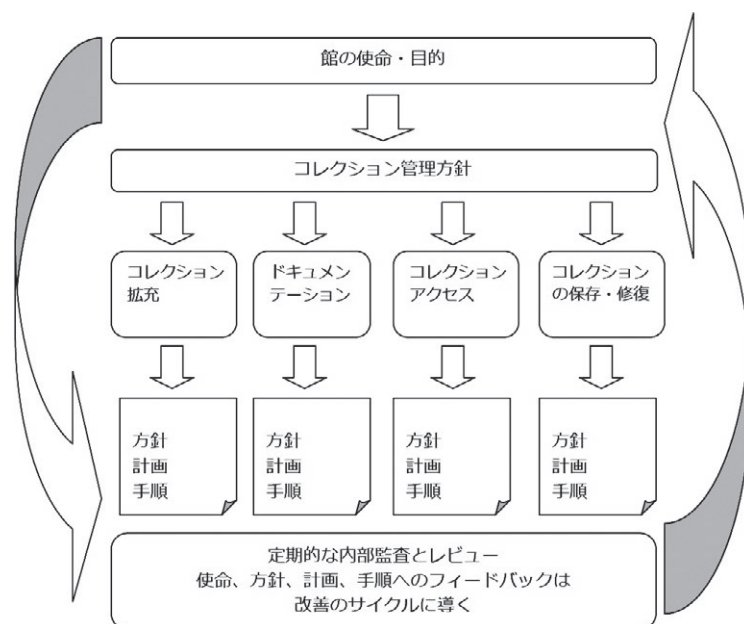 館の使命・目的
コレクション管理方針
コレクション
拡充
ドキュメン
テーション
コレクション
アクセス
コレクション
の保存・修復
方針
計画
手順
方針
計画
手順
方針
計画
手順
方針
計画
手順
定期的な内部監査とレビュー
使命、方針、計画、手順へのフィードバックは
改善のサイクルに導く